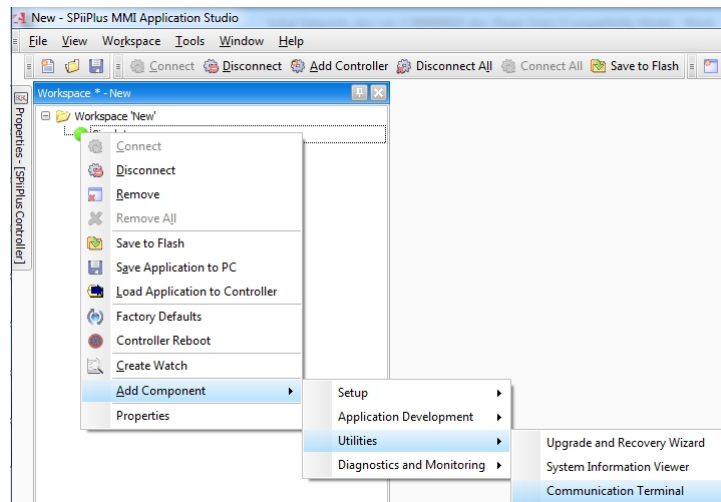 New - SPiiPlus MMI Application Studio
File View Workspace Tools Window Help
Connect Disconnect Add Controller Disconnect All Connect All Save to Flash
Workspace * - New
Properties - [SPiiPlus Controller]
Workspace 'New'
Connect
Disconnect
Remove
Remove All
Save to Flash
Save Application to PC
Load Application to Controller
Factory Defaults
Controller Reboot
Create Watch
Add Component
Properties
Setup
Application Development
Utilities
Diagnostics and Monitoring
Upgrade and Recovery Wizard
System Information Viewer
Communication Terminal